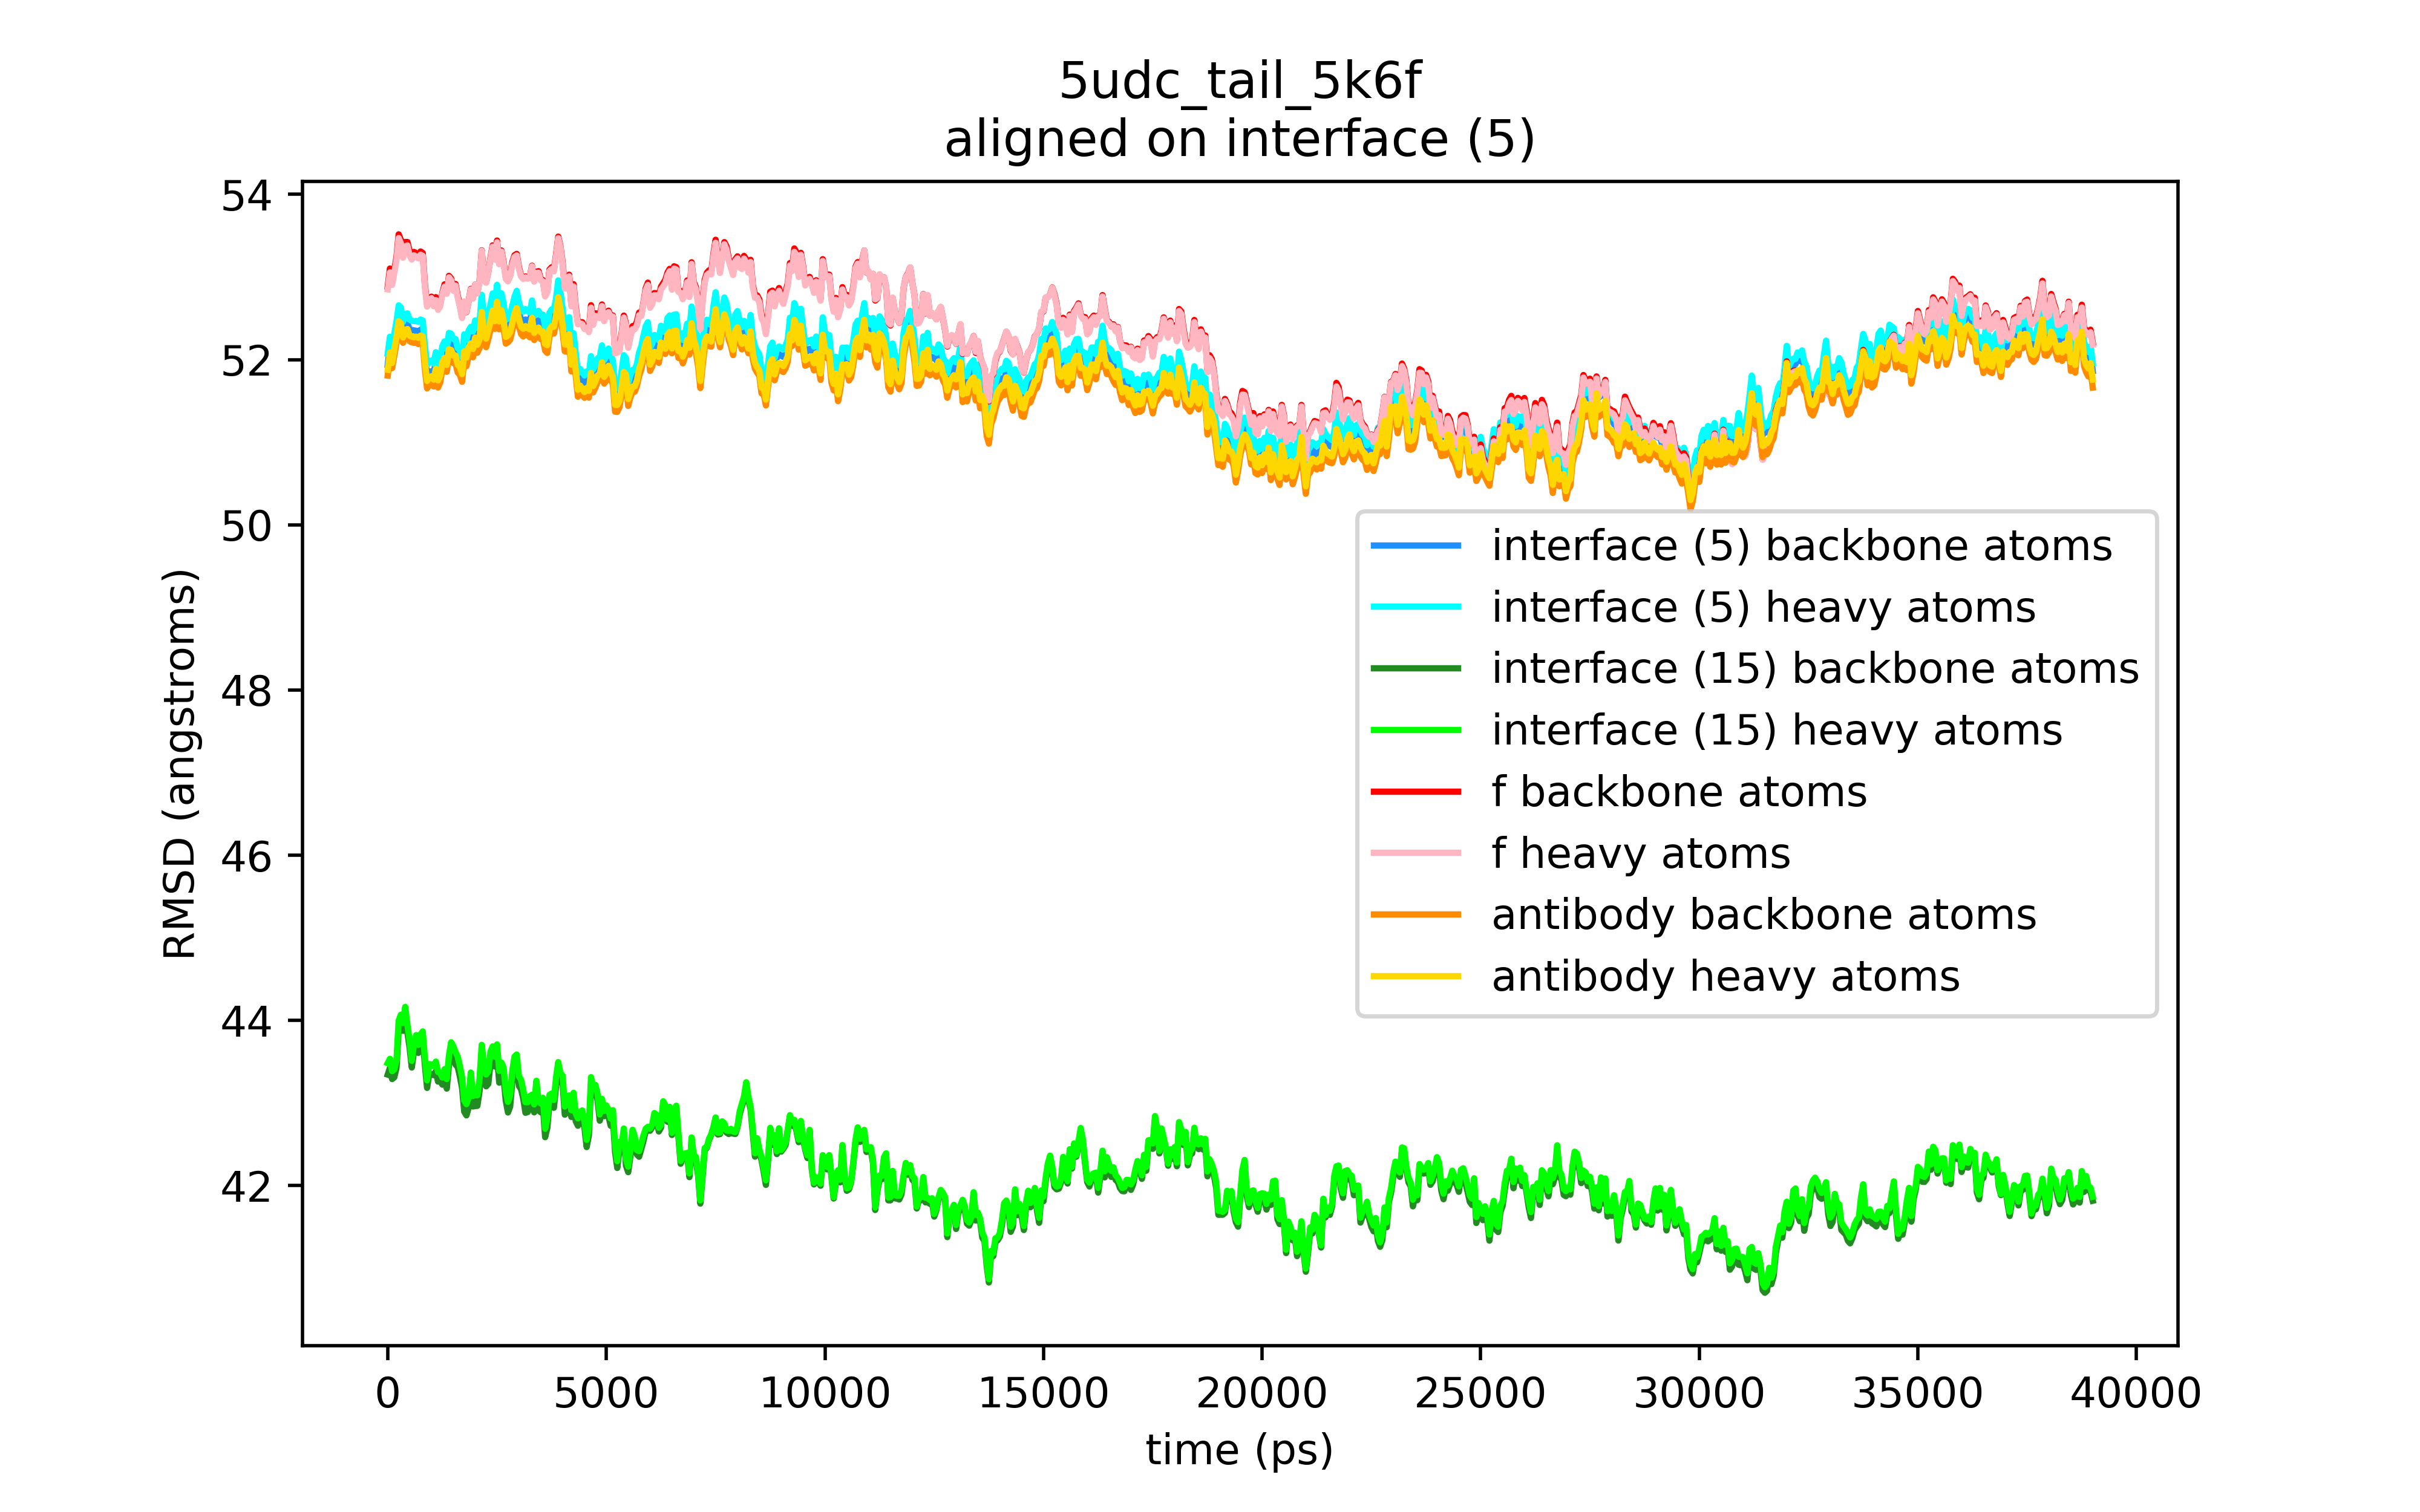 5udc_tail_5k6f
aligned on interface (5)
54
52
50
48
46
44
42
RMSD (angstroms)
interface (5) backbone atoms
interface (5) heavy atoms
interface (15) backbone atoms
interface (15) heavy atoms
f backbone atoms
f heavy atoms
antibody backbone atoms
antibody heavy atoms
0 5000 10000 15000 20000 25000 30000 35000 40000
time (ps)